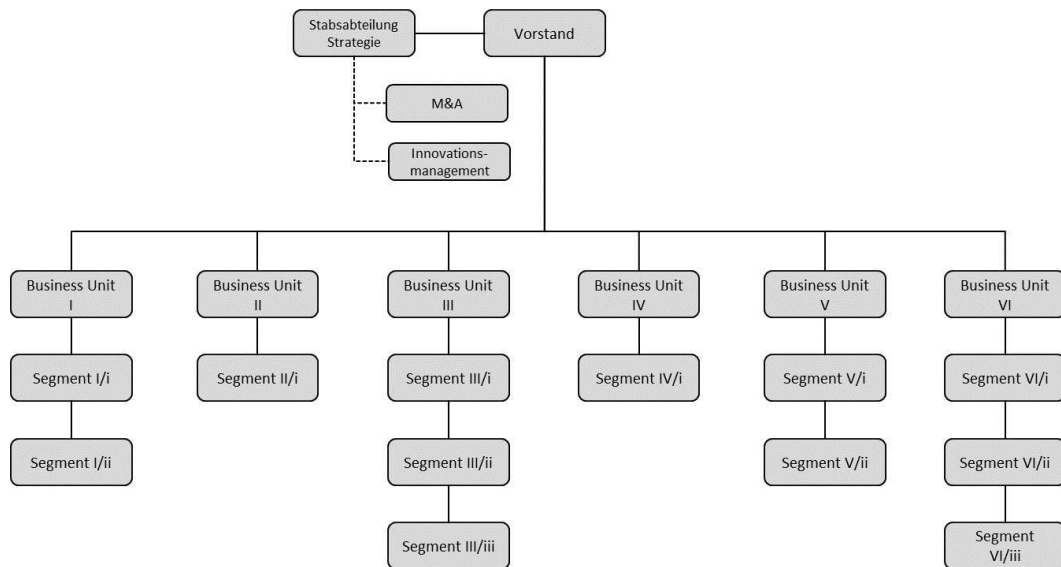 Stabsabteilung
Strategie
Vorstand
M&A
Innovations-
management
Business Unit
I
Business Unit
II
Business Unit
III
Business Unit
IV
Business Unit
V
Business Unit
VI
Segment I/i
Segment II/i
Segment III/i
Segment IV/i
Segment V/i
Segment VI/i
Segment I/ii
Segment III/ii
Segment V/ii
Segment VI/ii
Segment III/iii
Segment
VI/iii